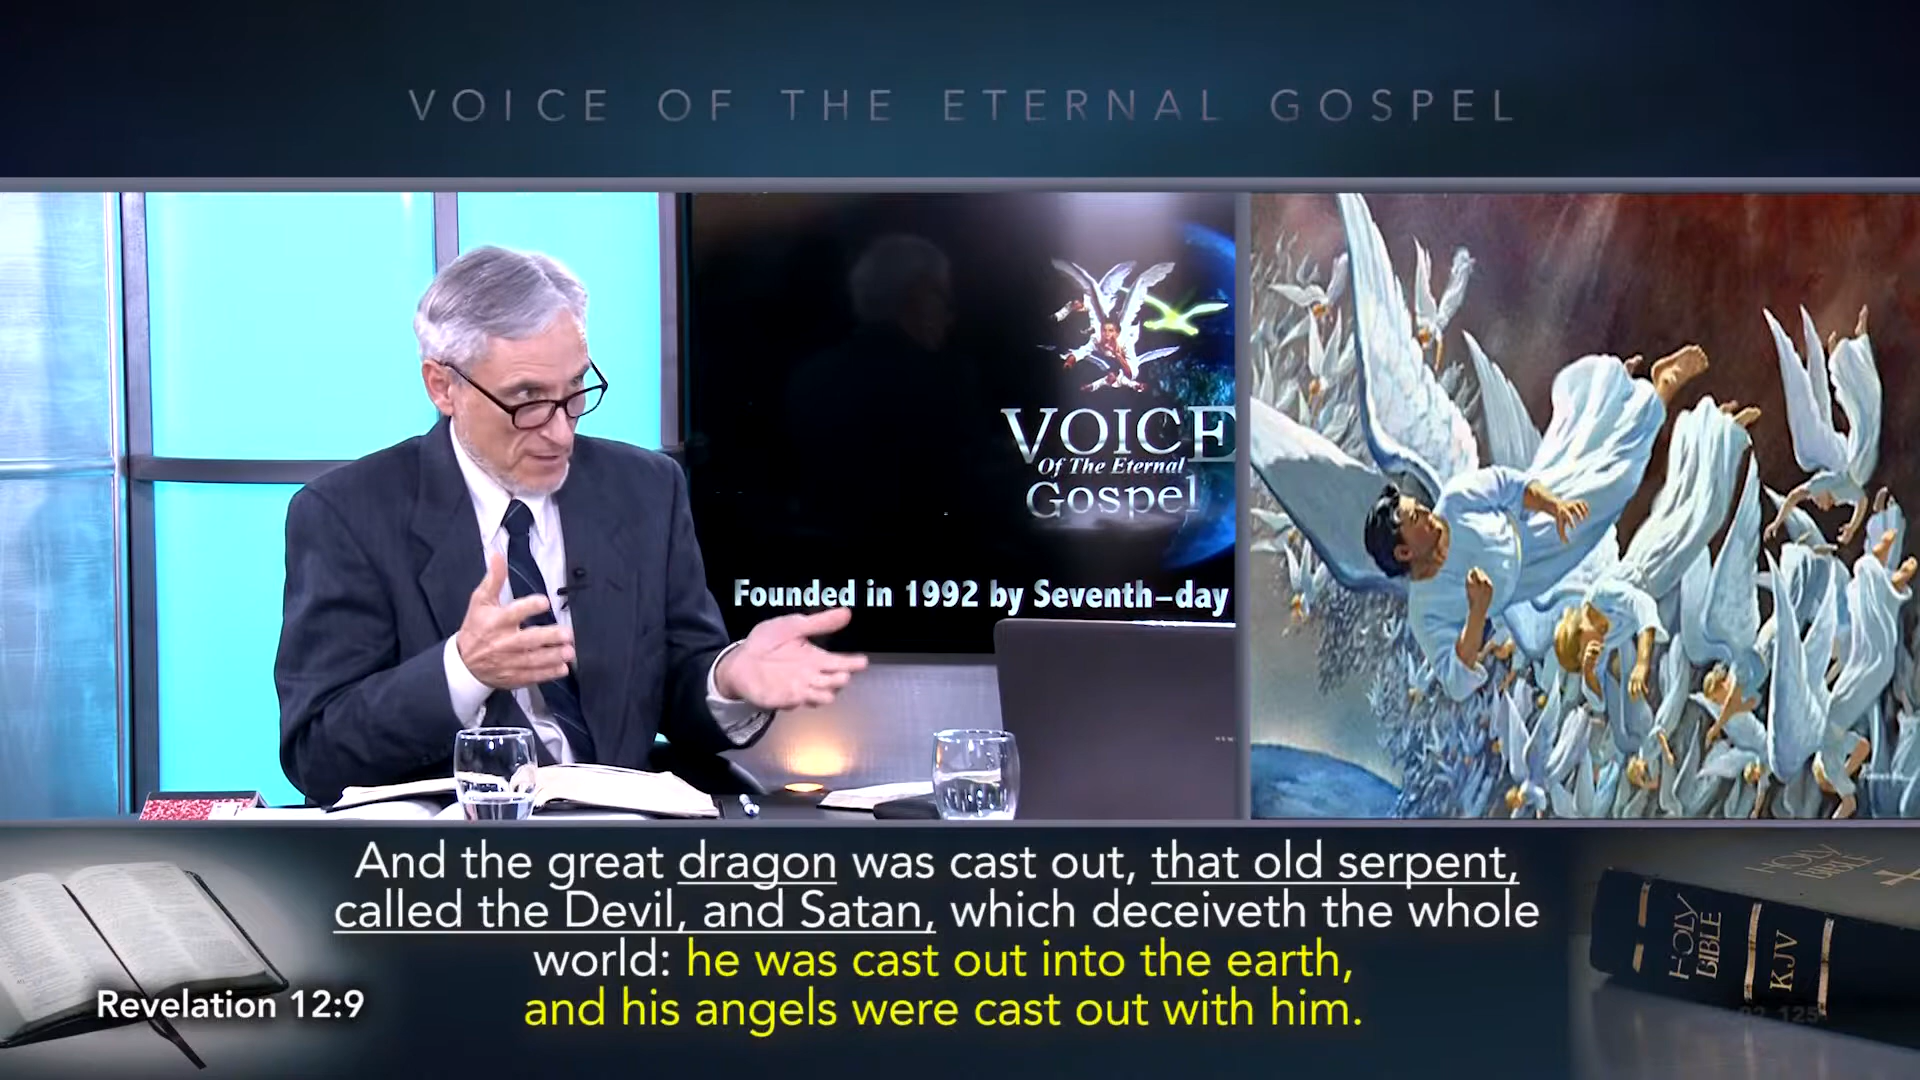 VOICE OF THE ETERNAL GOSPEL
VOICE
Of The Eternal
Gospel
Founded in 1992 by Seventh-day
And the great dragon was cast out, that old serpent,
called the Devil, and Satan, which deceiveth the whole
world: he was cast out into the earth,
and his angels were cast out with him.
Revelation 12:9
HOLY
BIBLE
HOLY
BIBLE
KJV